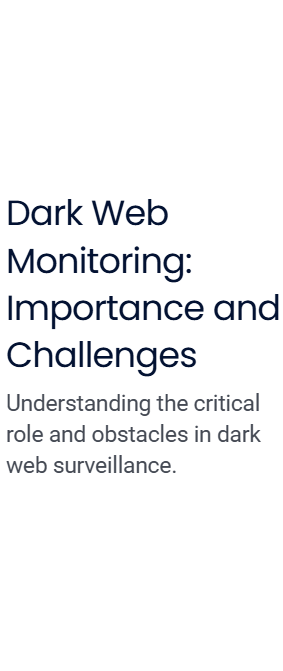 Dark Web
Monitoring:
Importance and
Challenges
Understanding the critical
role and obstacles in dark
web surveillance.